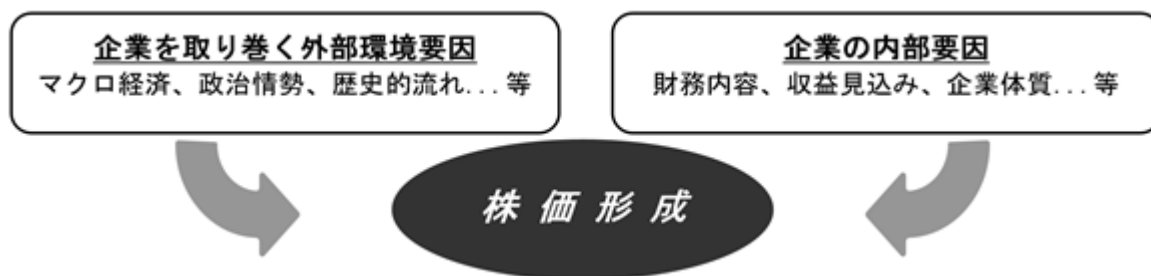 企業を取り巻く外部環境要因
マクロ経済、政治情勢、歴史的流れ...等
企業の内部要因
財務内容、収益見込み、企業体質...等
株価形成